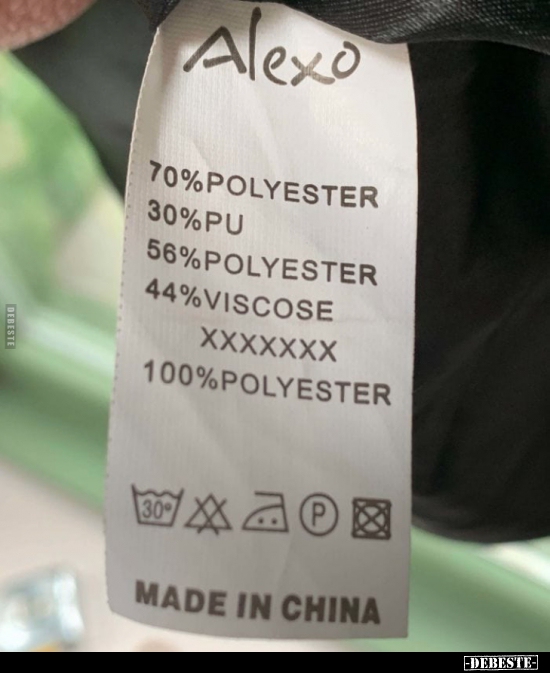 Alexo
70%POLYESTER
30%PU
56%POLYESTER
44%VISCOSE
XXXXXXX
100%POLYESTER
30°
P
MADE IN CHINA
DEBESTE
-DEBESTE-